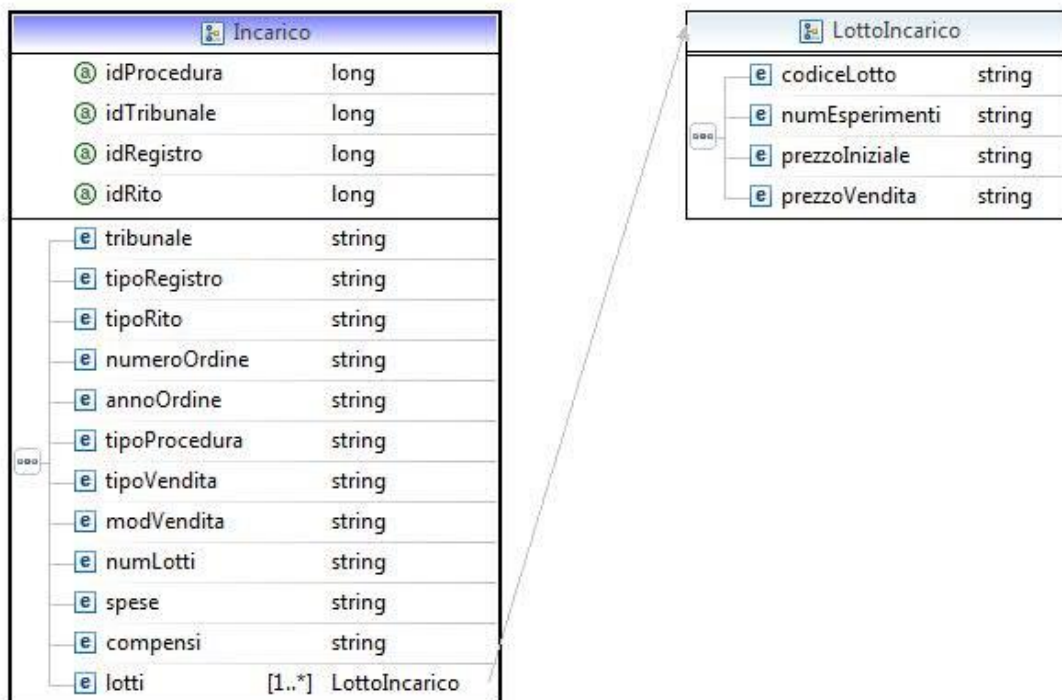 Incarico
idProcedura long
idTribunale long
idRegistro long
idRito long
tribunale string
tipoRegistro string
tipoRito string
numeroOrdine string
annoOrdine string
tipoProcedura string
tipoVendita string
modVendita string
numLotti string
spese string
compensi string
lotti [1..*] LottoIncarico
LottoIncarico
codiceLotto string
numEsperimenti string
prezzoIniziale string
prezzoVendita string